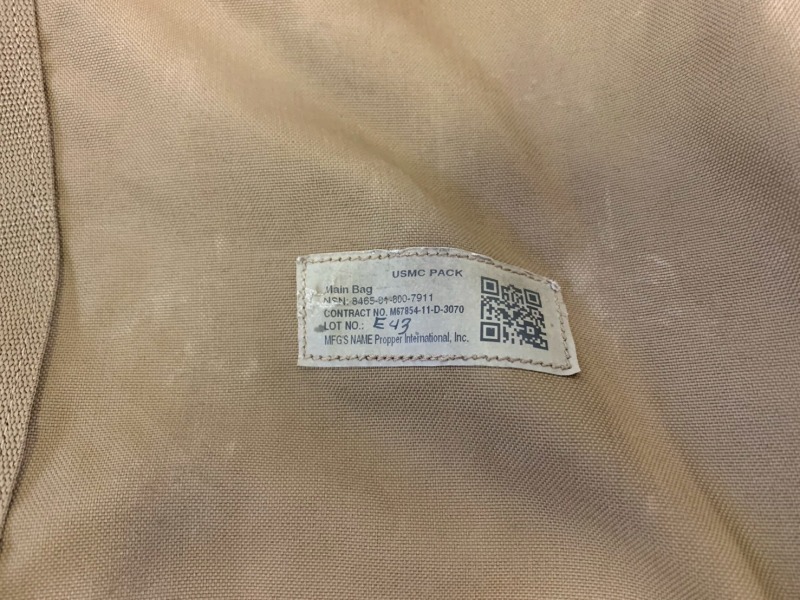 USMC PACK
Main Bag
NSN: 8465-01-600-7911
CONTRACT NO. M67854-11-D-3070
LOT NO.: E43
MFG'S NAME Propper International, Inc.